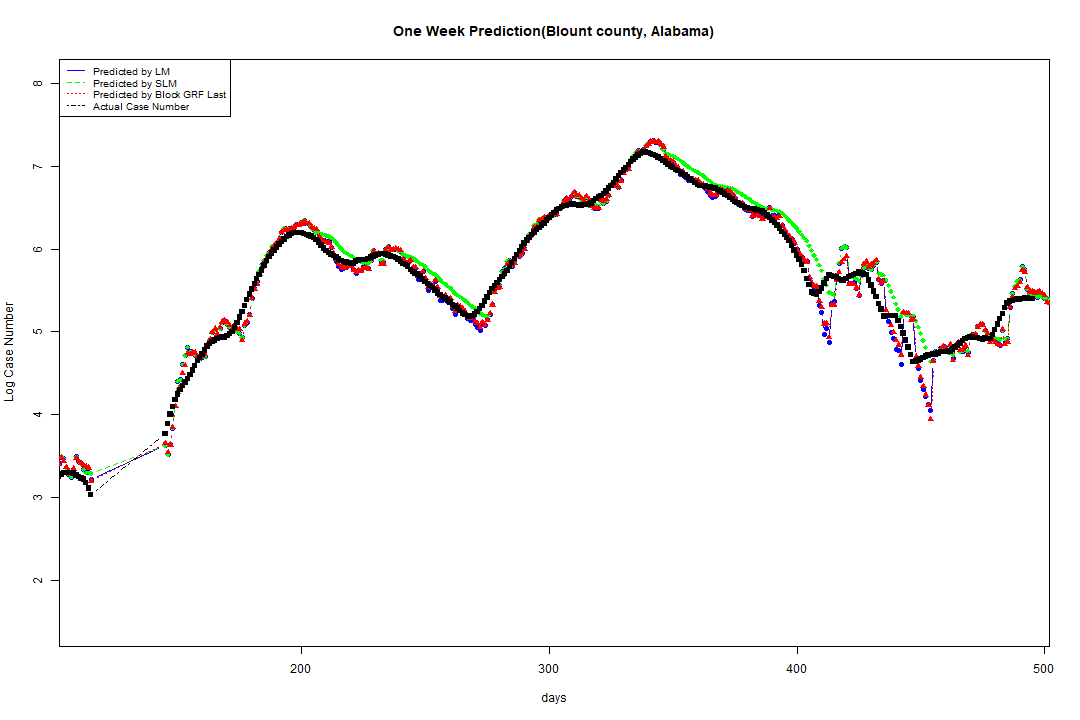 One Week Prediction(Blount county, Alabama)
Predicted by LM
Predicted by SLM
Predicted by Block GRF Last
Actual Case Number
8
7
6
5
4
3
2
Log Case Number
200
300
400
500
days